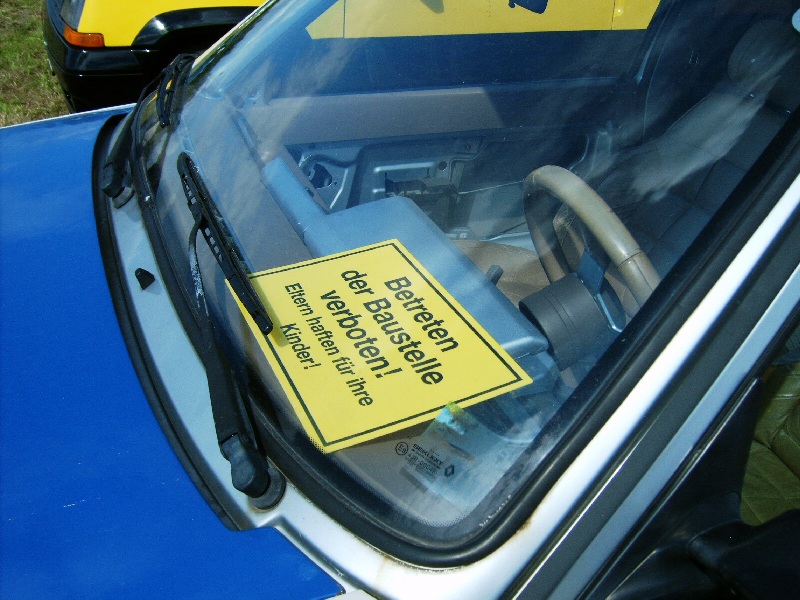 Betreten
der Baustelle
verboten!
Eltern haften für ihre
Kinder!